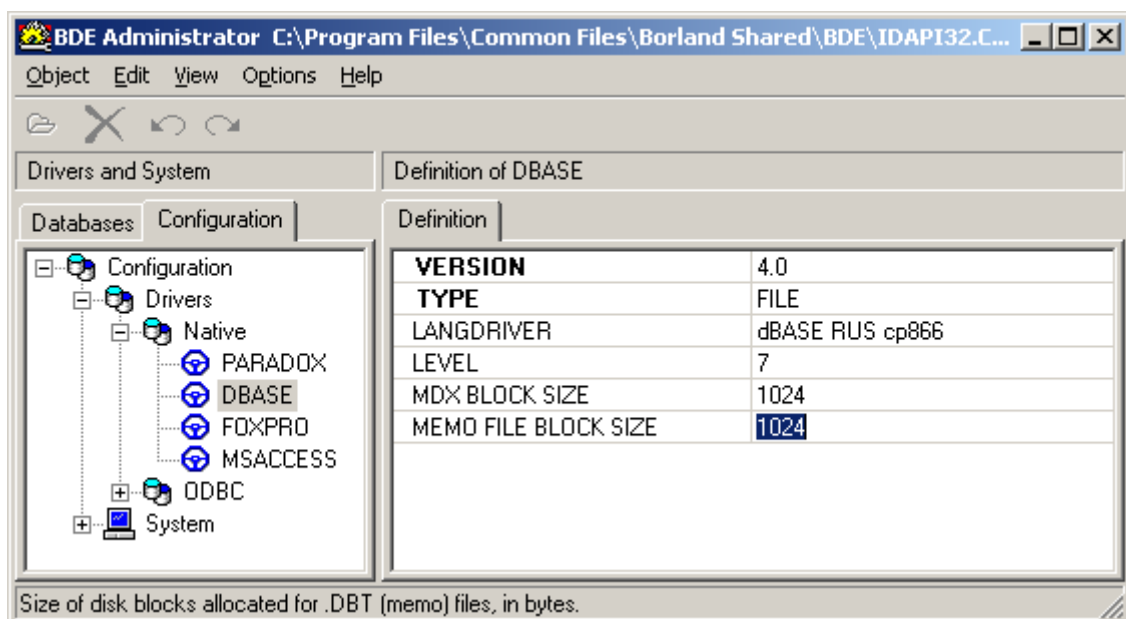 BDE Administrator C:\Program Files\Common Files\Borland Shared\BDE\IDAPI32.C...
Object Edit View Options Help
Drivers and System
Definition of DBASE
Databases Configuration
Definition
Configuration
Drivers
Native
PARADOX
DBASE
FOXPRO
MSACCESS
ODBC
System
VERSION 4.0
TYPE FILE
LANGDRIVER dBASE RUS cp866
LEVEL 7
MDX BLOCK SIZE 1024
MEMO FILE BLOCK SIZE 1024
Size of disk blocks allocated for .DBT (memo) files, in bytes.